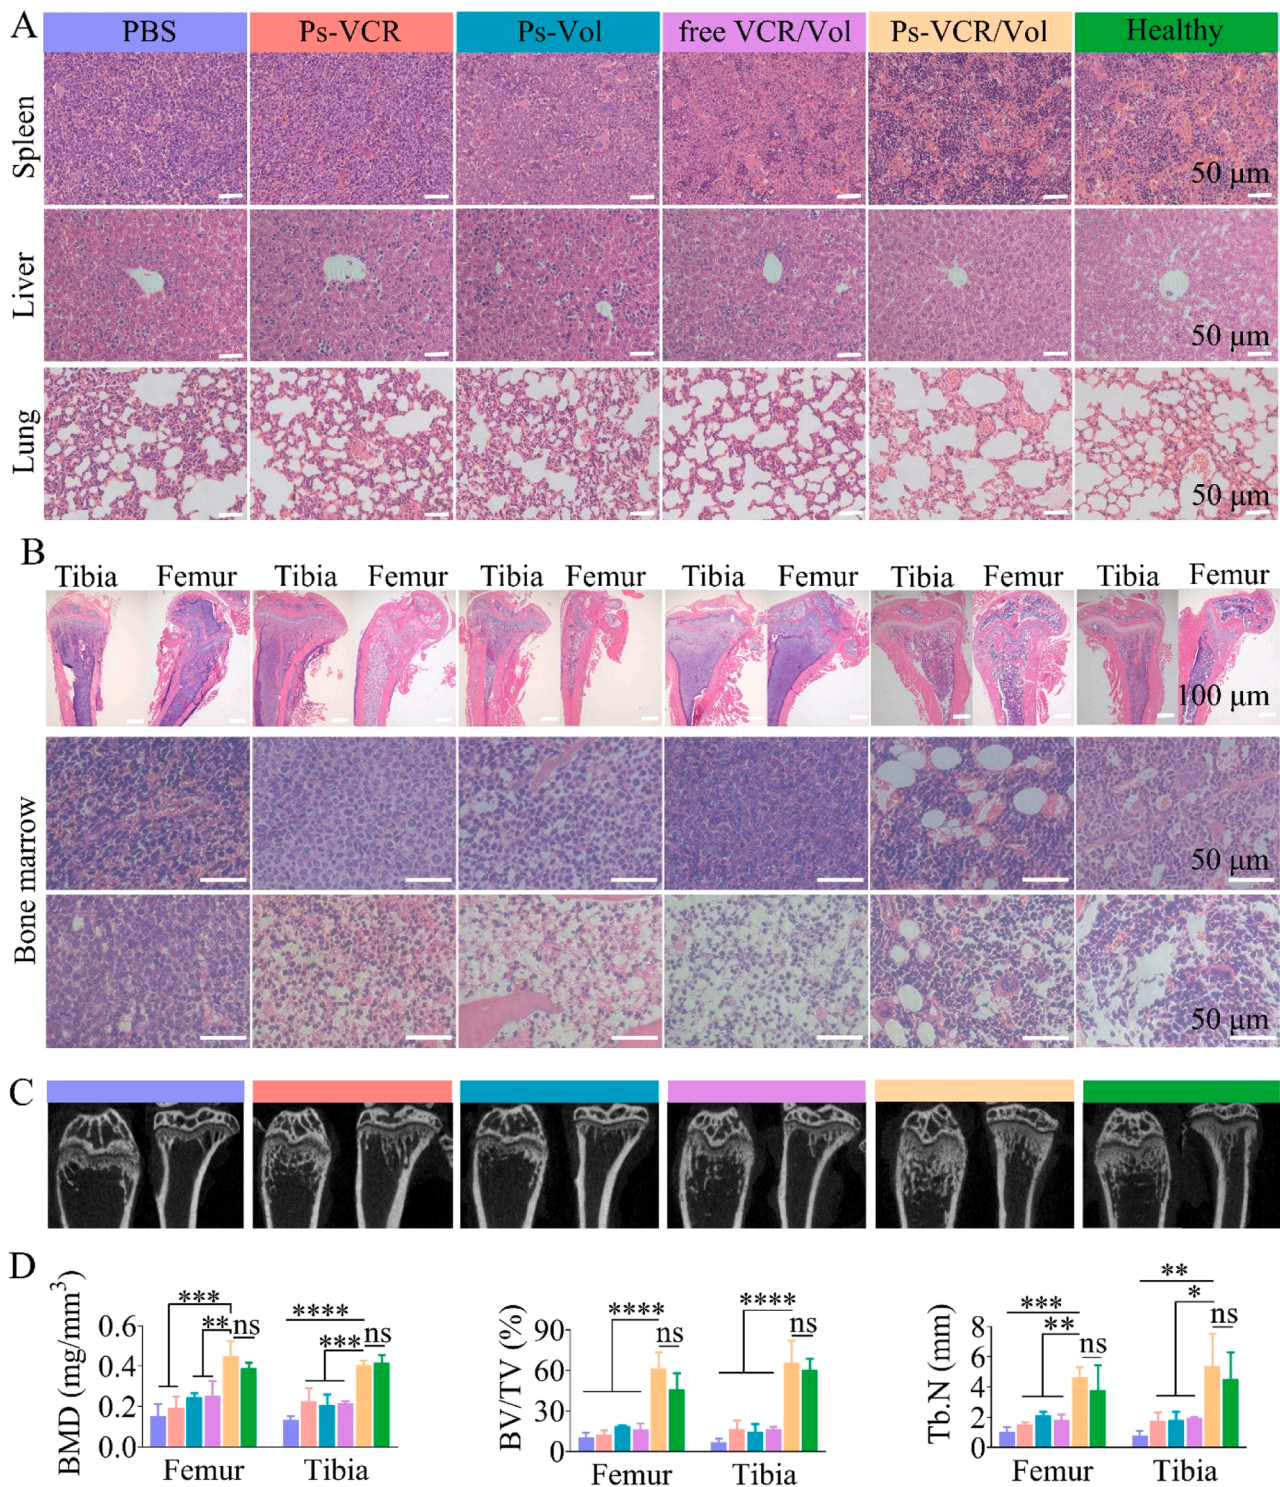 A
PBS Ps-VCR Ps-Vol free VCR/Vol Ps-VCR/Vol Healthy
Spleen
50 μm
Liver
50 μm
Lung
50 μm
B
Tibia Femur Tibia Femur Tibia Femur Tibia Femur Tibia Femur Tibia Femur
100 μm
Bone marrow
50 μm
50 μm
C
D
BMD (mg/mm³)
0.6
0.4
0.2
0.0
*** ** ns **** *** ns
Femur Tibia
BV/TV (%)
90
60
30
0
**** ns **** ns
Femur Tibia
Tb.N (mm)
8
6
4
2
0
*** ** ns ** * ns
Femur Tibia